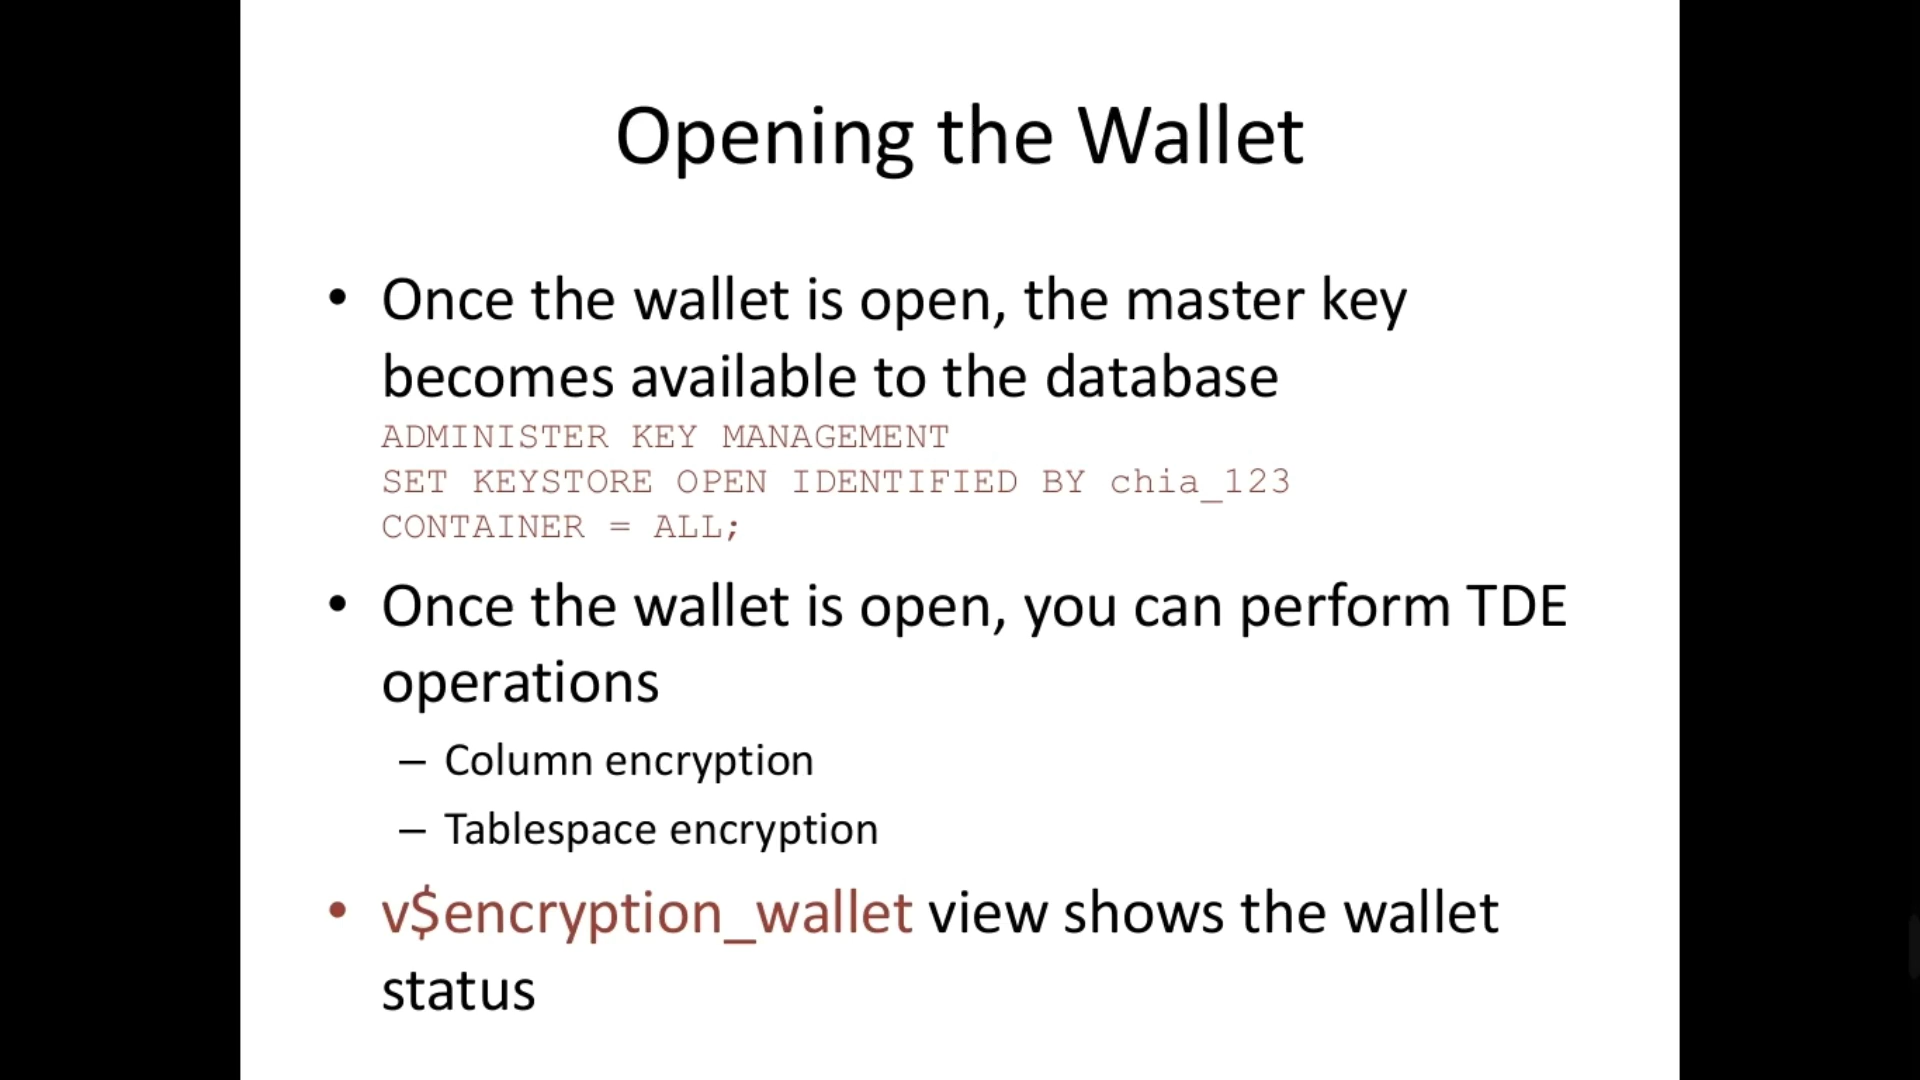 Opening the Wallet
• Once the wallet is open, the master key
becomes available to the database
ADMINISTER KEY MANAGEMENT
SET KEYSTORE OPEN IDENTIFIED BY chia_123
CONTAINER = ALL;
• Once the wallet is open, you can perform TDE
operations
– Column encryption
– Tablespace encryption
• v$encryption_wallet view shows the wallet
status